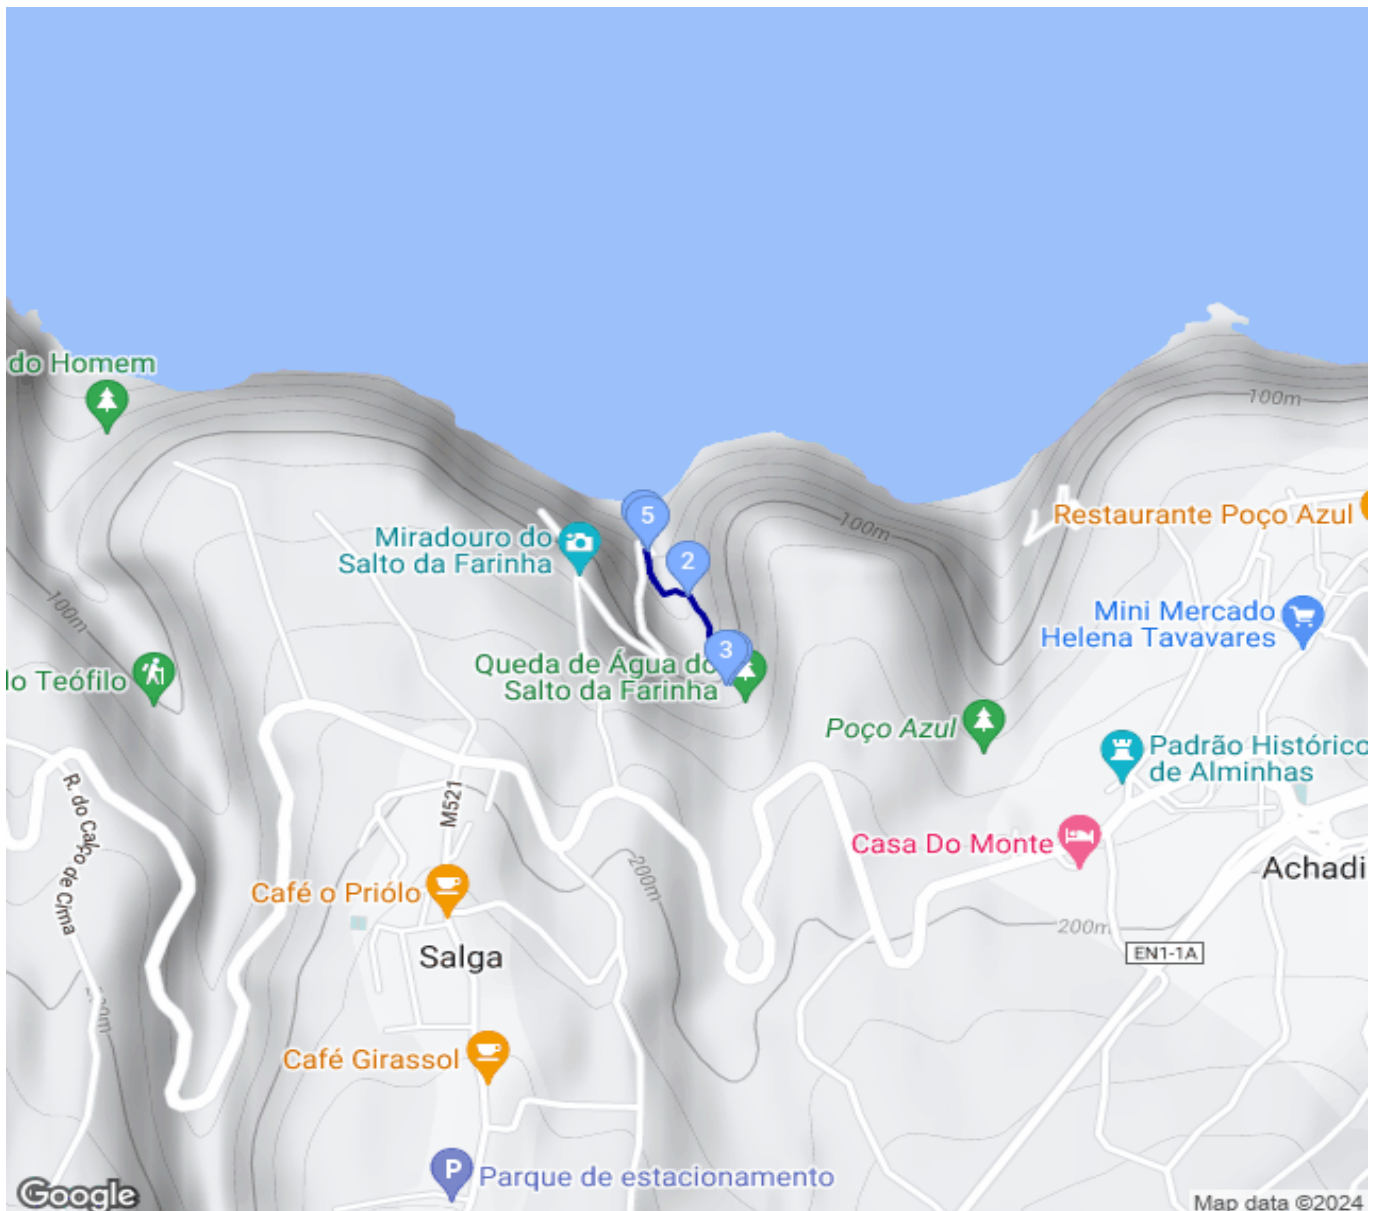 do Homem
100m
5
Miradouro do
Salto da Farinha
100m
Restaurante Poço Azul
2
100m
Mini Mercado
Helena Tavavares
3
Queda de Água do
Salto da Farinha
lo Teófilo
Poço Azul
Padrão Histórico
de Alminhas
M521
R. do Calço de Cima
Casa Do Monte
200m
Achadi
Café o Priólo
200m
Salga
EN1-1A
Café Girassol
P
Parque de estacionamento
Google
Map data ©2024